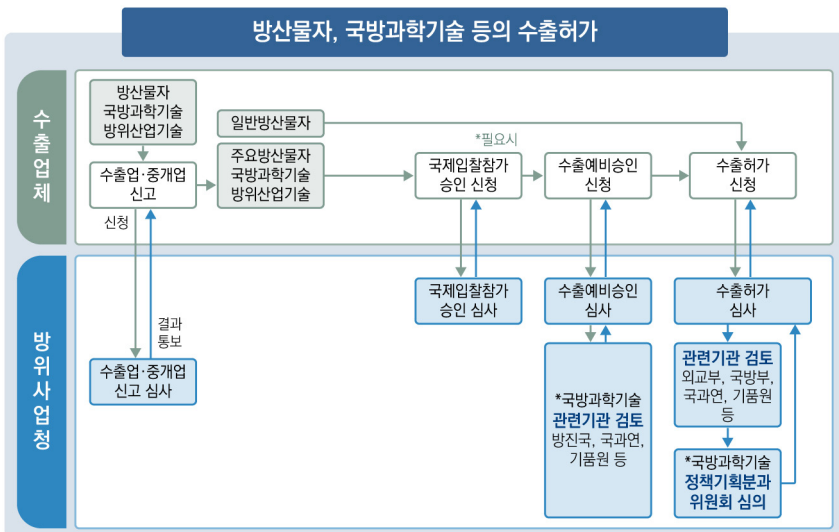 방산물자, 국방과학기술 등의 수출허가
수출업체
방산물자
국방과학기술
방위산업기술
수출업·중개업
신고
신청
일반방산물자
주요방산물자
국방과학기술
방위산업기술
*필요시
국제입찰참가
승인 신청
수출예비승인
신청
수출허가
신청
방위사업청
결과
통보
수출업·중개업
신고 심사
국제입찰참가
승인 심사
수출예비승인
심사
*국방과학기술
관련기관 검토
방진국, 국과연,
기품원 등
수출허가
심사
관련기관 검토
외교부, 국방부,
국과연, 기품원
등
*국방과학기술
정책기획분과
위원회 심의